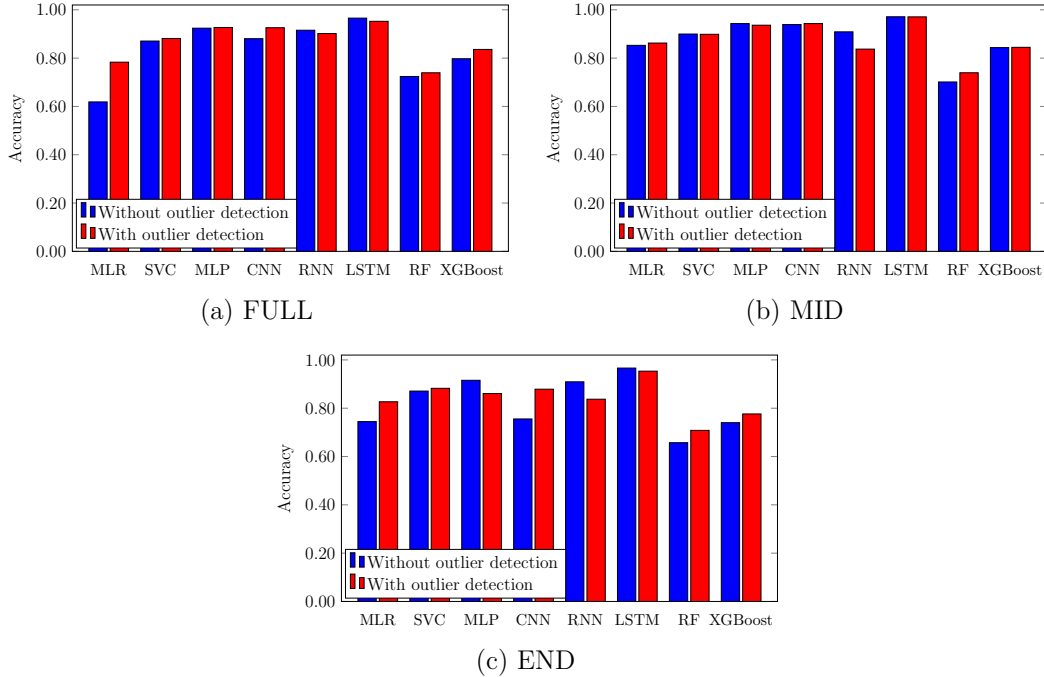 1.00
0.80
0.60
0.40
0.20
0.00
Accuracy
Without outlier detection
With outlier detection
MLR SVC MLP CNN RNN LSTM RF XGBoost
(a) FULL
1.00
0.80
0.60
0.40
0.20
0.00
Accuracy
Without outlier detection
With outlier detection
MLR SVC MLP CNN RNN LSTM RF XGBoost
(b) MID
1.00
0.80
0.60
0.40
0.20
0.00
Accuracy
Without outlier detection
With outlier detection
MLR SVC MLP CNN RNN LSTM RF XGBoost
(c) END